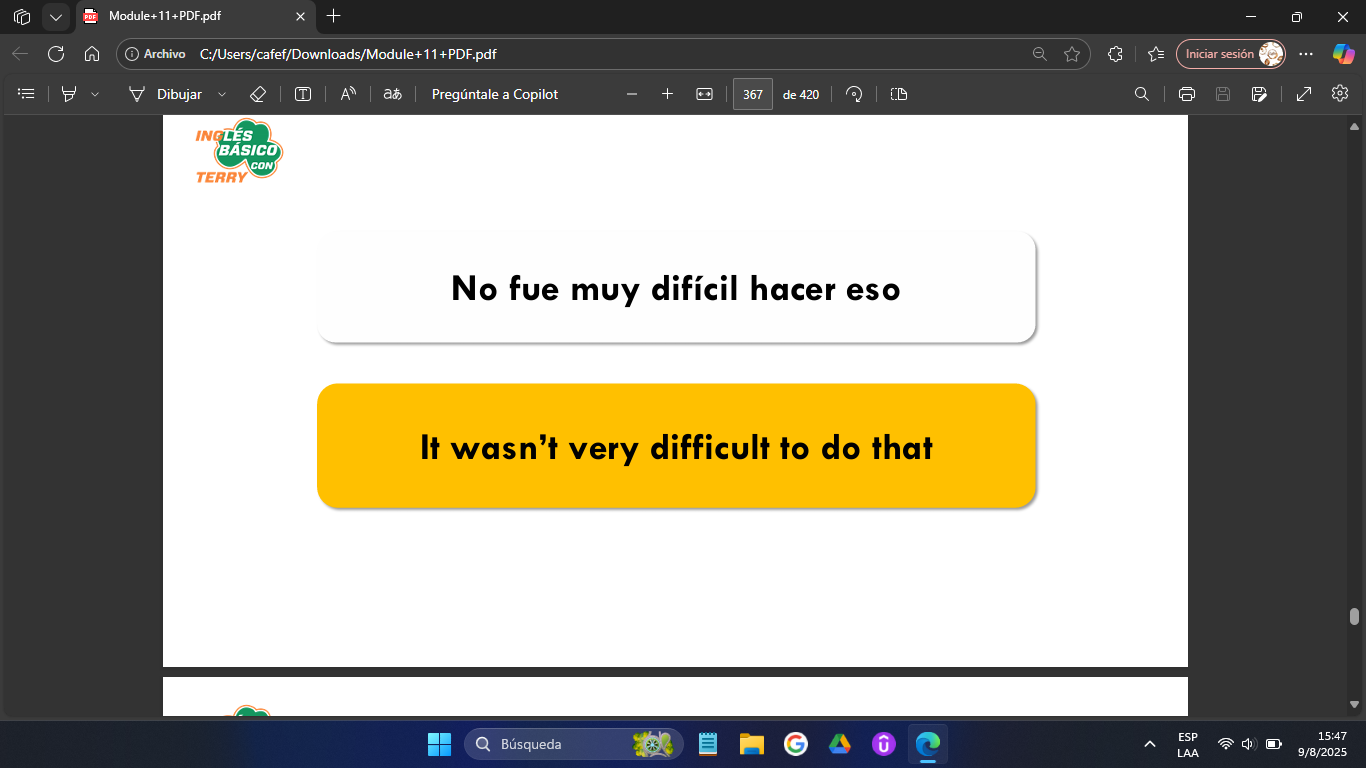 Module+11+PDF.pdf
Archivo C:/Users/cafef/Downloads/Module+11+PDF.pdf
Iniciar sesión
Dibujar
Pregúntale a Copilot
367 de 420
INGLÉS
BÁSICO
CON
TERRY
No fue muy difícil hacer eso
It wasn’t very difficult to do that
Búsqueda
ESP
LAA
15:47
9/8/2025